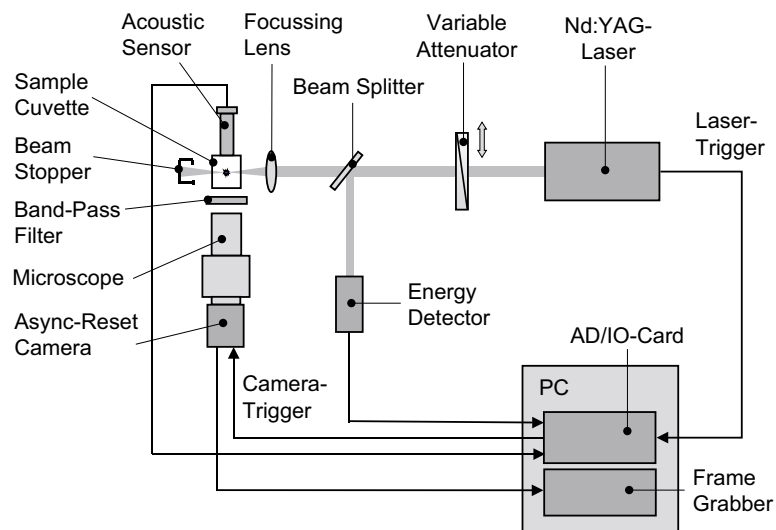 Acoustic
Sensor
Focussing
Lens
Variable
Attenuator
Nd:YAG-
Laser
Sample
Cuvette
Beam Splitter
Laser-
Trigger
Beam
Stopper
Band-Pass
Filter
Microscope
Energy
Detector
Async-Reset
Camera
AD/IO-Card
Camera-
Trigger
PC
Frame
Grabber